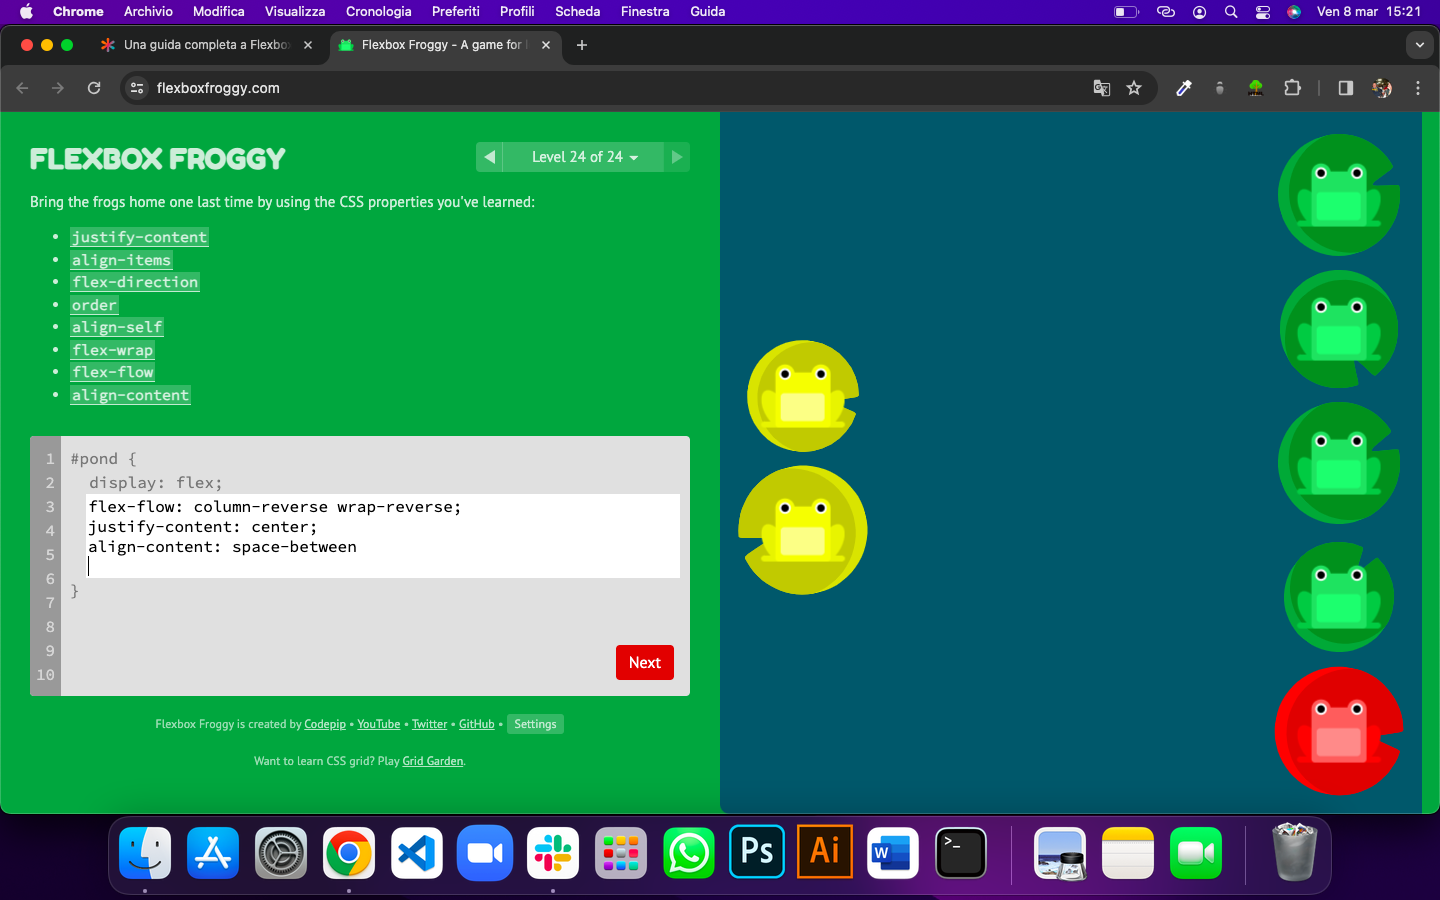 Chrome Archivio Modifica Visualizza Cronologia Preferiti Profili Scheda Finestra Guida Ven 8 mar 15:21
Una guida completa a Flexbo
Flexbox Froggy - A game for
flexboxfroggy.com
FLEXBOX FROGGY
Level 24 of 24
Bring the frogs home one last time by using the CSS properties you've learned:
• justify-content
• align-items
• flex-direction
• order
• align-self
• flex-wrap
• flex-flow
• align-content
1 #pond {
2 display: flex;
3 flex-flow: column-reverse wrap-reverse;
4 justify-content: center;
5 align-content: space-between
6 }
7
8
9
10
Next
Flexbox Froggy is created by Codepip • YouTube • Twitter • GitHub • Settings
Want to learn CSS grid? Play Grid Garden.
Ps
Ai
W
>_